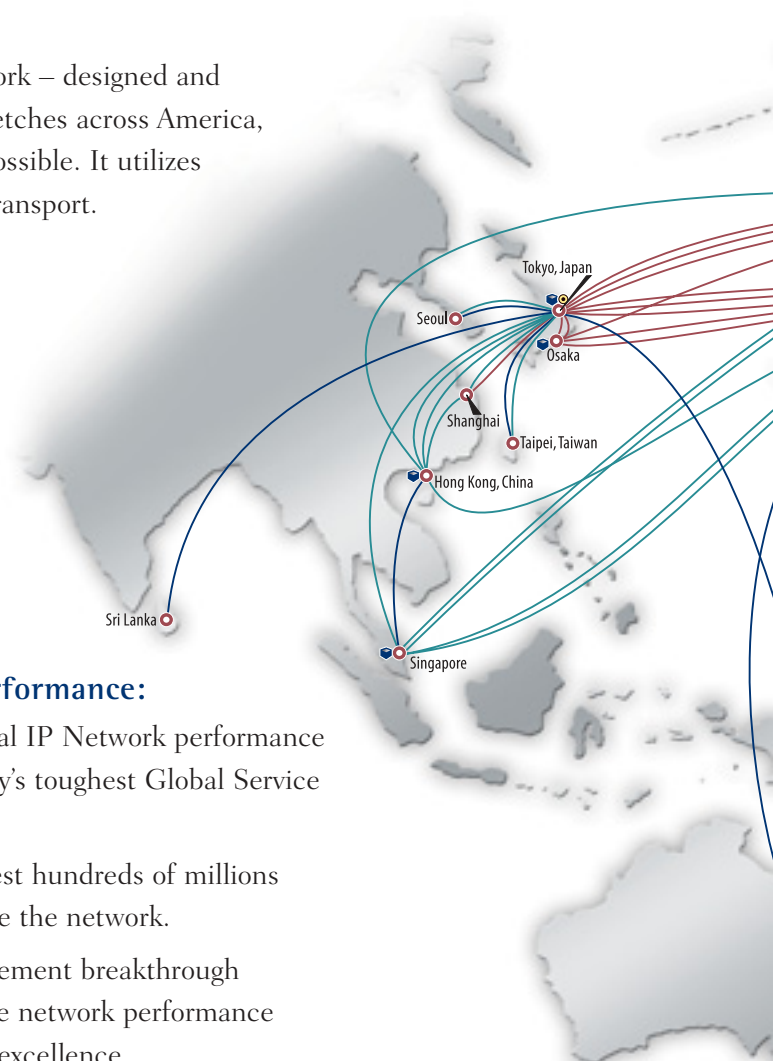 ork – designed and
etches across America,
ossible. It utilizes
ransport.
Tokyo, Japan
Seoul
Osaka
Shanghai
Taipei, Taiwan
Hong Kong, China
Sri Lanka
Singapore
rformance:
al IP Network performance
y’s toughest Global Service
est hundreds of millions
e the network.
ement breakthrough
e network performance
excellence